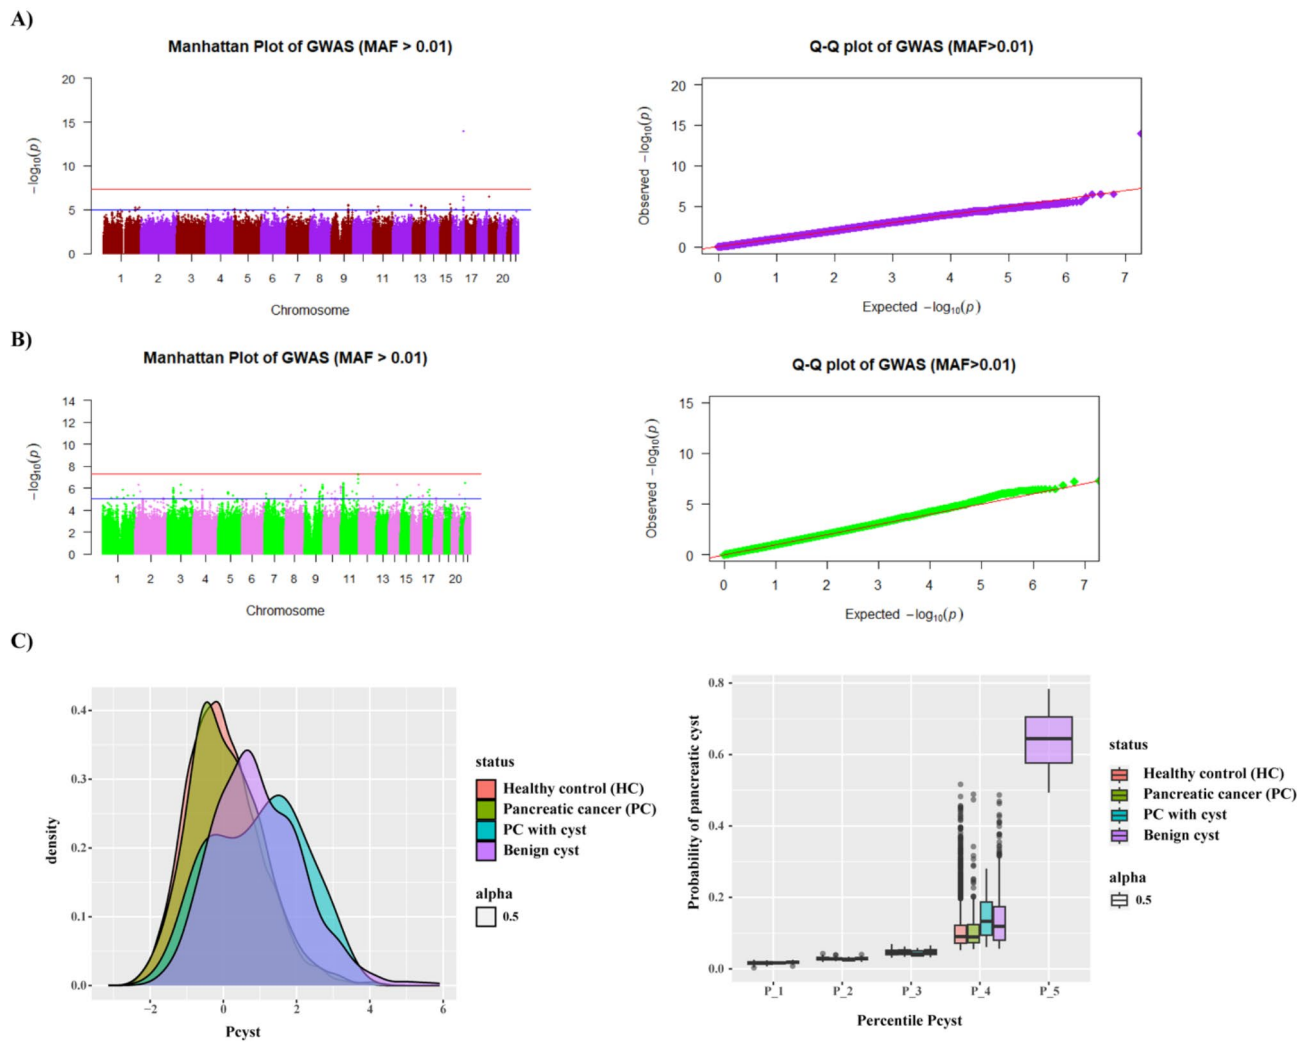 A)
Manhattan Plot of GWAS (MAF > 0.01)
20
15
10
5
0
−log10(p)
1 2 3 4 5 6 7 8 9 11 13 15 17 20
Chromosome
Q-Q plot of GWAS (MAF>0.01)
20
15
10
5
0
Observed −log10(p)
0 1 2 3 4 5 6 7
Expected −log10(p)
B)
Manhattan Plot of GWAS (MAF > 0.01)
14
12
10
8
6
4
2
0
−log10(p)
1 2 3 4 5 6 7 8 9 11 13 15 17 20
Chromosome
Q-Q plot of GWAS (MAF>0.01)
15
10
5
0
Observed −log10(p)
0 1 2 3 4 5 6 7
Expected −log10(p)
C)
0.4
0.3
0.2
0.1
0.0
density
−2 0 2 4 6
Pcyst
status
Healthy control (HC)
Pancreatic cancer (PC)
PC with cyst
Benign cyst
alpha
0.5
0.8
0.6
0.4
0.2
0.0
Probability of pancreatic cyst
P_1 P_2 P_3 P_4 P_5
Percentile Pcyst
status
Healthy control (HC)
Pancreatic cancer (PC)
PC with cyst
Benign cyst
alpha
0.5